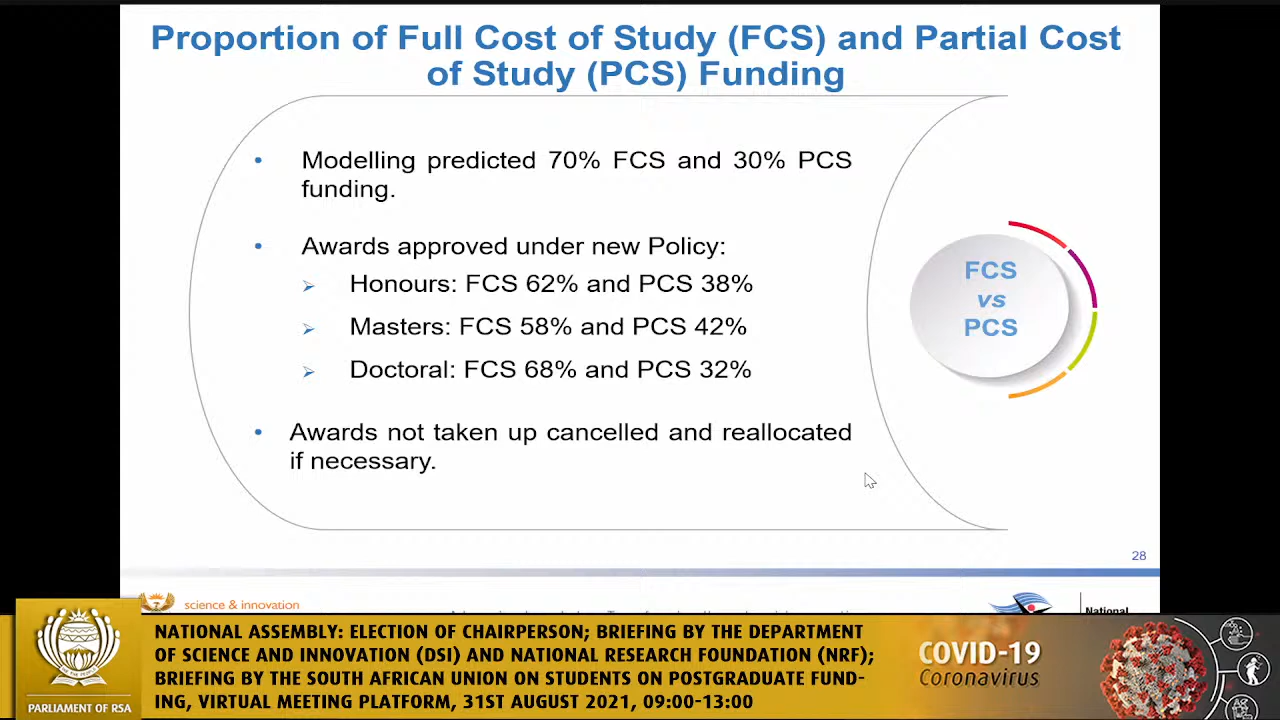 Proportion of Full Cost of Study (FCS) and Partial Cost
of Study (PCS) Funding
• Modelling predicted 70% FCS and 30% PCS
funding.
• Awards approved under new Policy:
➢ Honours: FCS 62% and PCS 38%
➢ Masters: FCS 58% and PCS 42%
➢ Doctoral: FCS 68% and PCS 32%
• Awards not taken up cancelled and reallocated
if necessary.
FCS
vs
PCS
28
science & innovation
National
NATIONAL ASSEMBLY: ELECTION OF CHAIRPERSON; BRIEFING BY THE DEPARTMENT
OF SCIENCE AND INNOVATION (DSI) AND NATIONAL RESEARCH FOUNDATION (NRF);
BRIEFING BY THE SOUTH AFRICAN UNION ON STUDENTS ON POSTGRADUATE FUND-
ING, VIRTUAL MEETING PLATFORM, 31ST AUGUST 2021, 09:00-13:00
PARLIAMENT OF RSA
COVID-19
Coronavirus